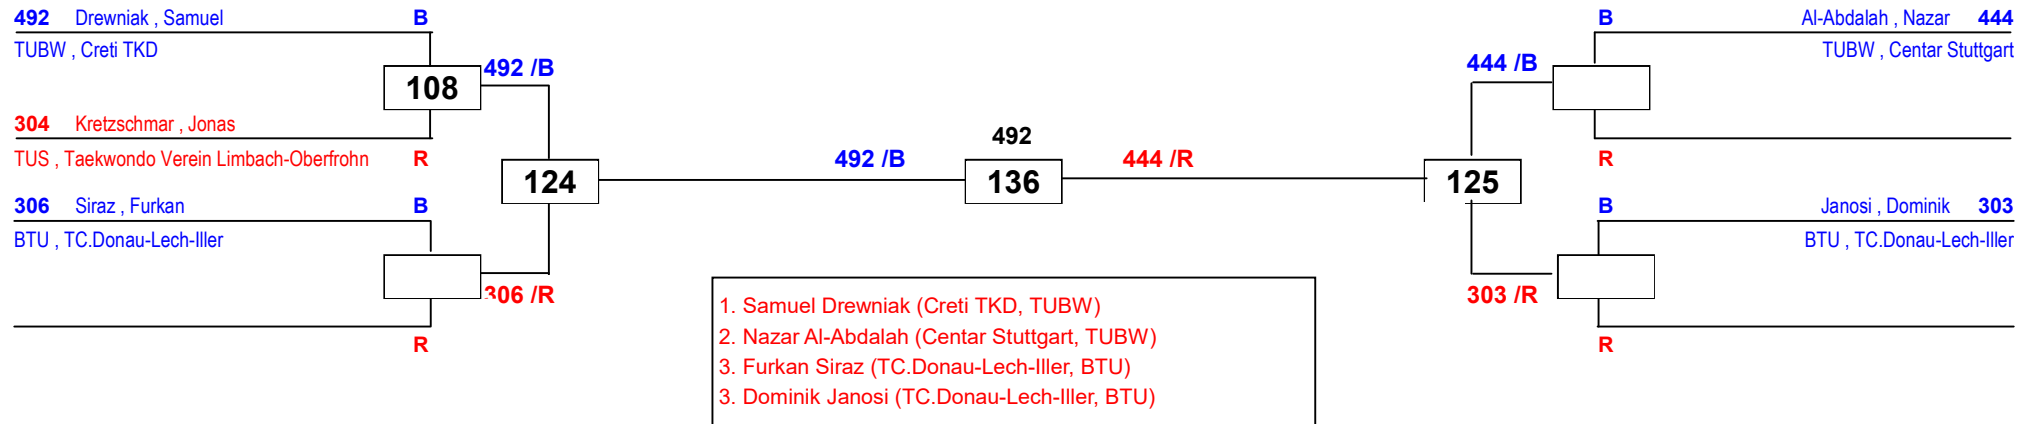 492 Drewniak , Samuel B
TUBW , Creti TKD
108
492 /B
304 Kretzschmar , Jonas
TUS , Taekwondo Verein Limbach-Oberfrohn R
124
306 Siraz , Furkan B
BTU , TC.Donau-Lech-Iller
306 /R
R
492 /B
492
136
444 /R
B Al-Abdalah , Nazar 444
TUBW , Centar Stuttgart
444 /B
R
125
B Janosi , Dominik 303
BTU , TC.Donau-Lech-Iller
303 /R
R
1. Samuel Drewniak (Creti TKD, TUBW)
2. Nazar Al-Abdalah (Centar Stuttgart, TUBW)
3. Furkan Siraz (TC.Donau-Lech-Iller, BTU)
3. Dominik Janosi (TC.Donau-Lech-Iller, BTU)